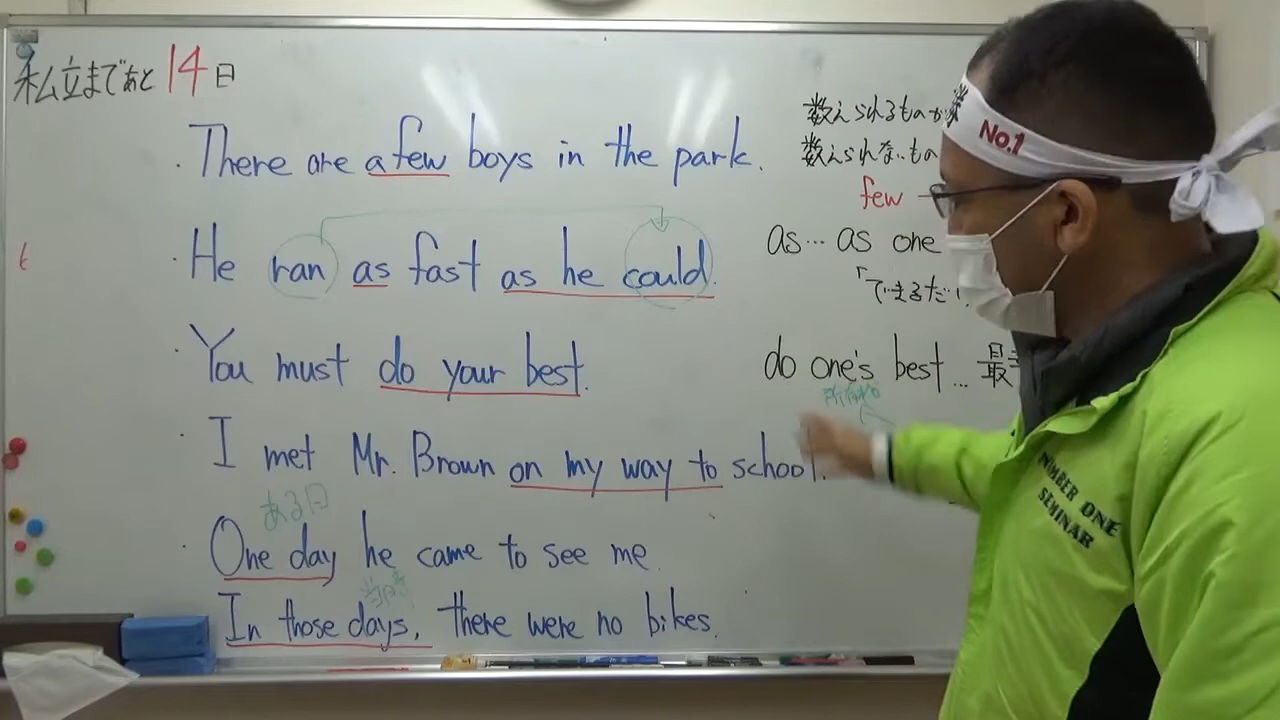 私立まであと 14日
・There are a few boys in the park.
数えられるものが
数えられないもの
few
・He ran as fast as he could.
as… as one
「できるだけ
・You must do your best.
do one's best … 最
所有格
・I met Mr. Brown on my way to school.
ある日
・One day he came to see me.
当時
In those days, there were no bikes.
t
No.1
NUMBER ONE
SEMINAR